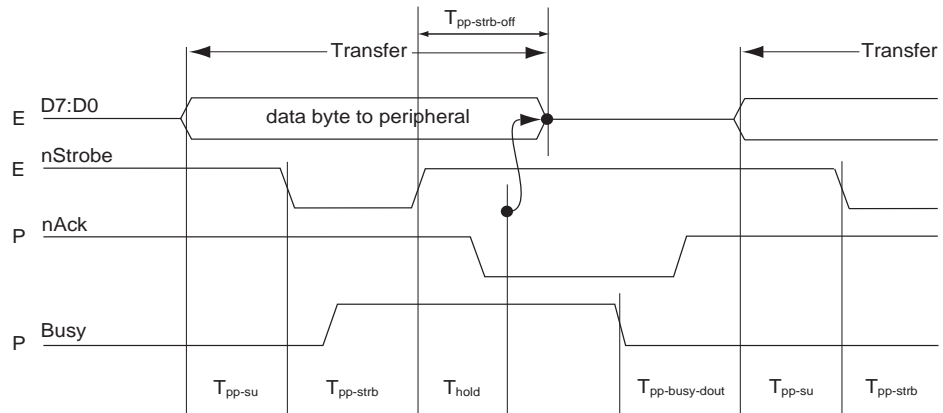 Tpp-strb-off
Transfer Transfer
E D7:D0 data byte to peripheral
E nStrobe
P nAck
P Busy
Tpp-su Tpp-strb Thold Tpp-busy-dout Tpp-su Tpp-strb